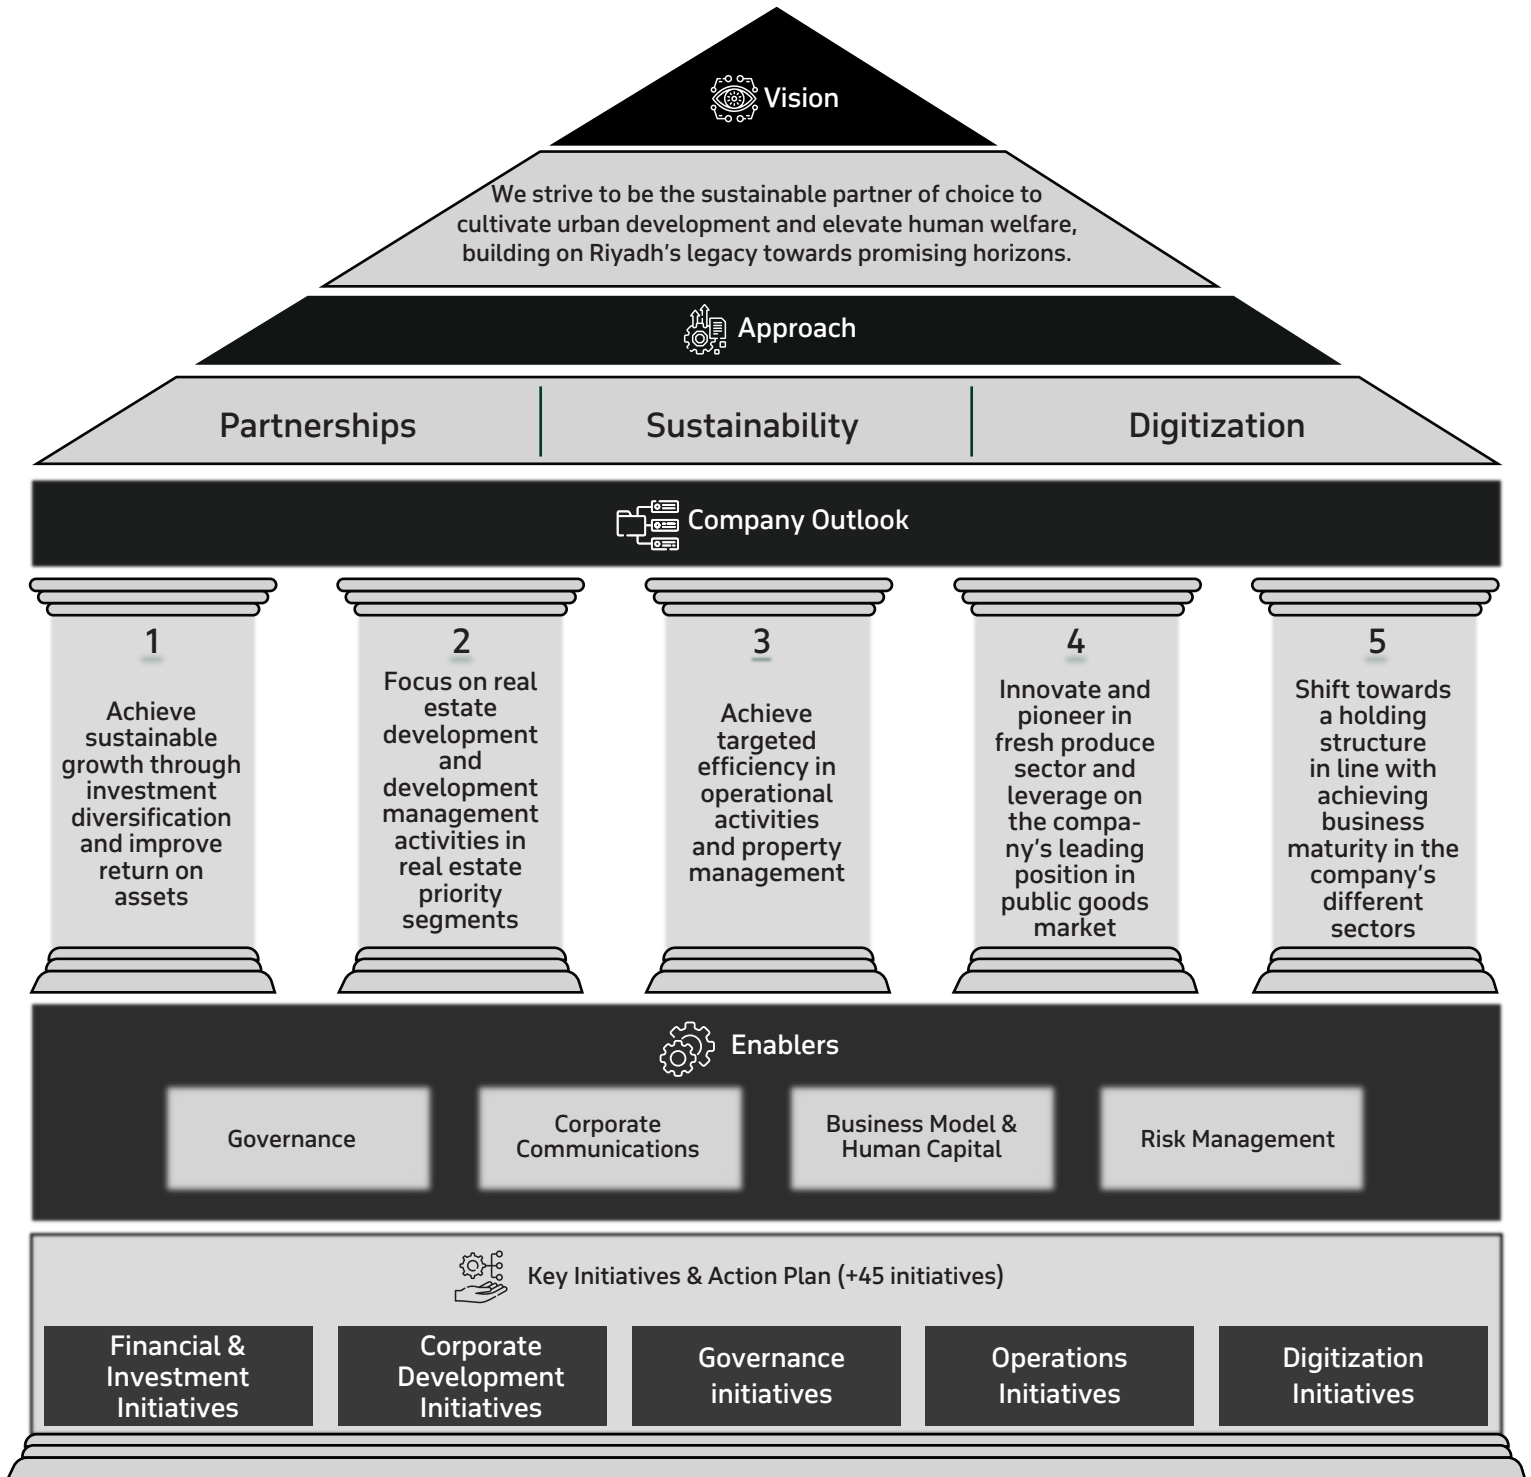 Vision
We strive to be the sustainable partner of choice to
cultivate urban development and elevate human welfare,
building on Riyadh's legacy towards promising horizons.
Approach
Partnerships
Sustainability
Digitization
Company Outlook
1
Achieve
sustainable
growth through
investment
diversification
and improve
return on
assets
2
Focus on real
estate
development
and
development
management
activities in
real estate
priority
segments
3
Achieve
targeted
efficiency in
operational
activities
and property
management
4
Innovate and
pioneer in
fresh produce
sector and
leverage on
the compa-
ny's leading
position in
public goods
market
5
Shift towards
a holding
structure
in line with
achieving
business
maturity in the
company's
different
sectors
Enablers
Governance
Corporate
Communications
Business Model &
Human Capital
Risk Management
Key Initiatives & Action Plan (+45 initiatives)
Financial &
Investment
Initiatives
Corporate
Development
Initiatives
Governance
initiatives
Operations
Initiatives
Digitization
Initiatives